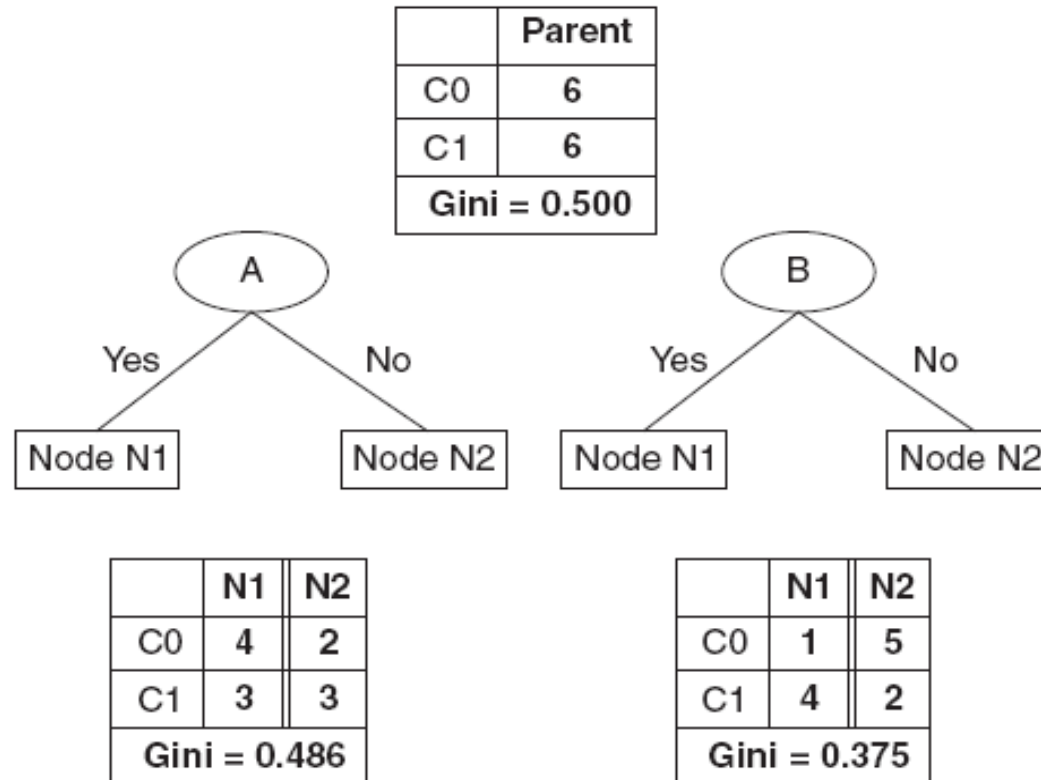 Parent
C0 6
C1 6
Gini = 0.500
A B
Yes No Yes No
Node N1 Node N2 Node N1 Node N2
N1 N2 N1 N2
C0 4 2 C0 1 5
C1 3 3 C1 4 2
Gini = 0.486 Gini = 0.375